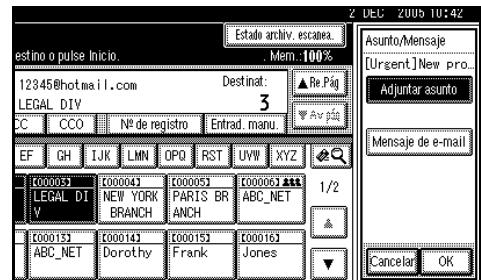 2 DEC 2005 10:42
Estado archiv. escanea.
estino o pulse Inicio. . Mem.:100%
12345@hotmail.com
LEGAL DIV
Destinat:
3
▲Re.Pág
▼Av pág
CC CCO Nº de registro Entrad. manu.
EF GH IJK LMN OPQ RST UVW XYZ
[00003]
LEGAL DI
V
[00004]
NEW YORK
BRANCH
[00005]
PARIS BR
ANCH
[00006]
ABC_NET
1/2
[00013]
ABC_NET
[00014]
Dorothy
[00015]
Frank
[00016]
Jones
Asunto/Mensaje
[Urgent]New pro..
Adjuntar asunto
Mensaje de e-mail
Cancelar OK